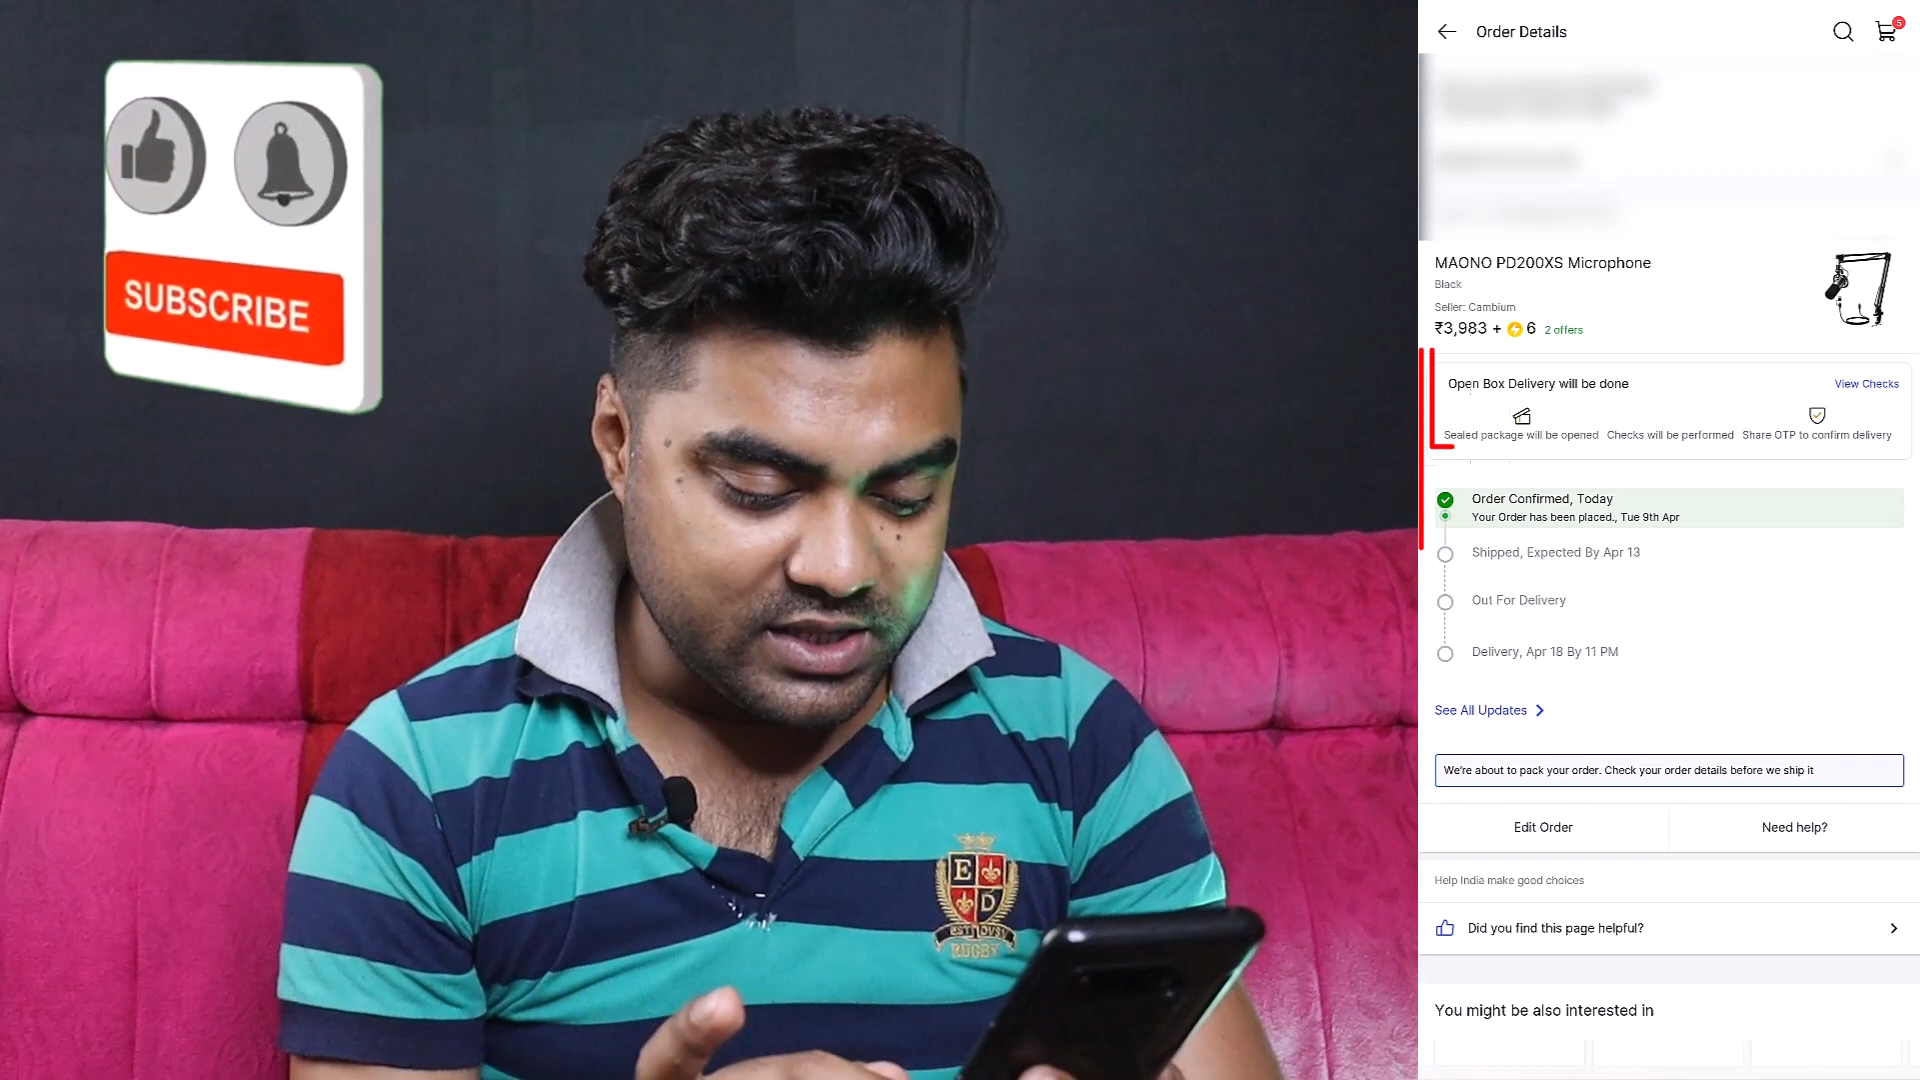 SUBSCRIBE
E
D
RUGBY
Order Details
5
MAONO PD200XS Microphone
Black
Seller: Cambium
₹3,983 + 6 2 offers
Open Box Delivery will be done
View Checks
Sealed package will be opened
Checks will be performed
Share OTP to confirm delivery
Order Confirmed, Today
Your Order has been placed., Tue 9th Apr
Shipped, Expected By Apr 13
Out For Delivery
Delivery, Apr 18 By 11 PM
See All Updates
We're about to pack your order. Check your order details before we ship it
Edit Order
Need help?
Help India make good choices
Did you find this page helpful?
You might be also interested in